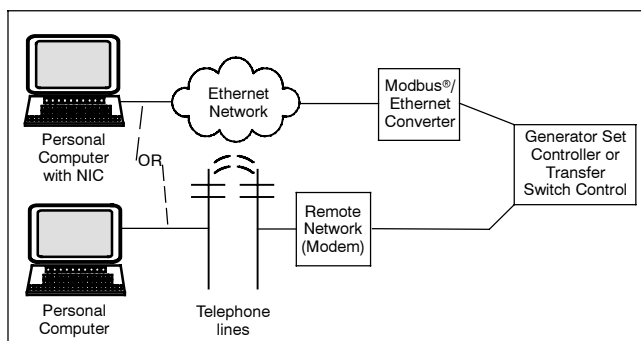 Personal
Computer
with NIC
OR
Ethernet
Network
Modbus®/
Ethernet
Converter
Generator Set
Controller or
Transfer
Switch Control
Personal
Computer
Telephone
lines
Remote
Network
(Modem)